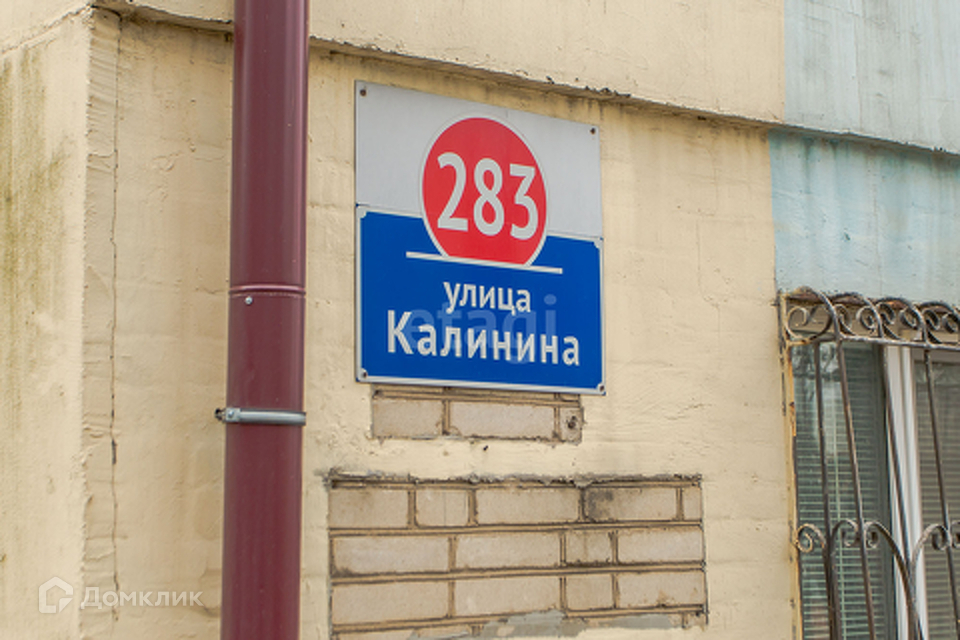 283
улица
Калинина
etagi
Домклик